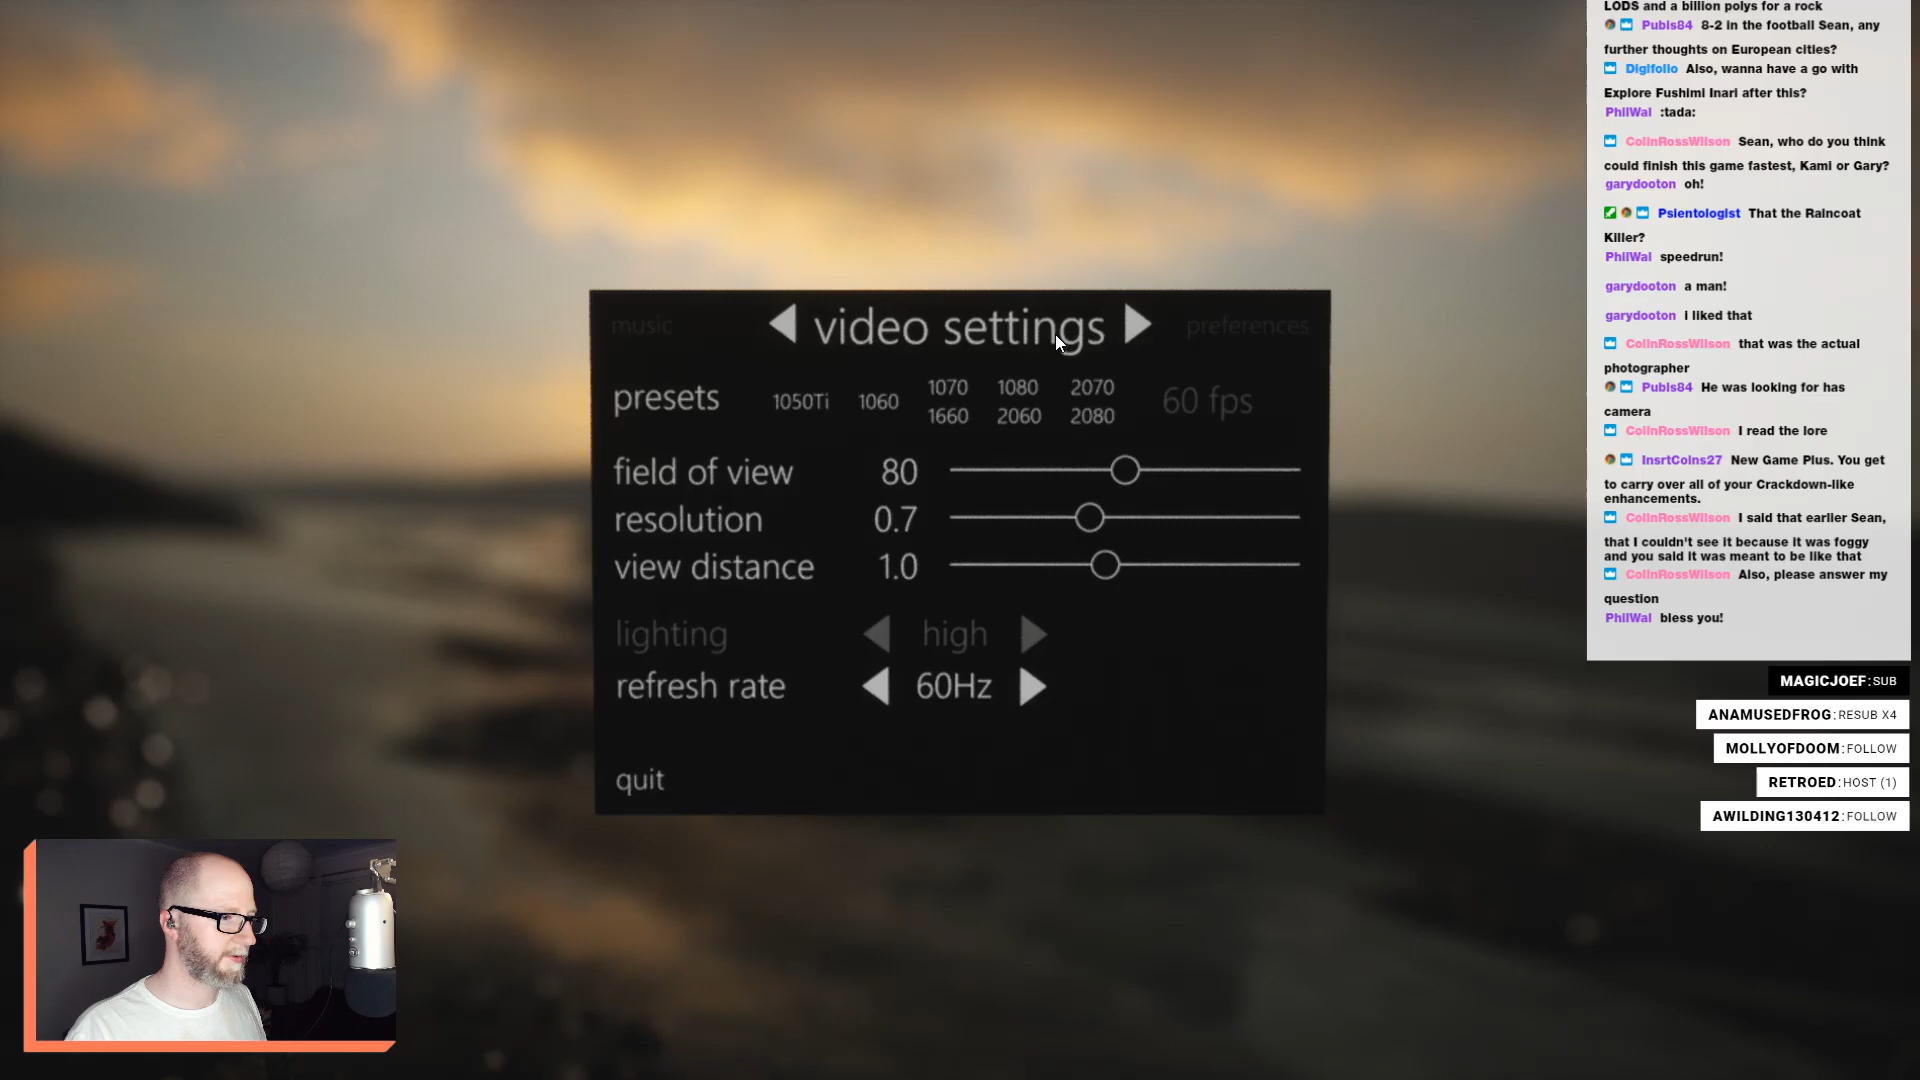 music
video settings
preferences
presets
1050Ti
1060
1070
1660
1080
2060
2070
2080
60 fps
field of view 80
resolution 0.7
view distance 1.0
lighting high
refresh rate 60Hz
quit
LODS and a billion polys for a rock
Pubis84 8-2 in the football Sean, any
further thoughts on European cities?
Digifolio Also, wanna have a go with
Explore Fushimi Inari after this?
PhilWal :tada:
ColinRossWilson Sean, who do you think
could finish this game fastest, Kami or Gary?
garydooton oh!
Psientologist That the Raincoat
Killer?
PhilWal speedrun!
garydooton a man!
garydooton i liked that
ColinRossWilson that was the actual
photographer
Pubis84 He was looking for has
camera
ColinRossWilson I read the lore
InsrtCoins27 New Game Plus. You get
to carry over all of your Crackdown-like
enhancements.
ColinRossWilson I said that earlier Sean,
that I couldn't see it because it was foggy
and you said it was meant to be like that
ColinRossWilson Also, please answer my
question
PhilWal bless you!
MAGICJOEF:SUB
ANAMUSEDFROG:RESUB X4
MOLLYOFDOOM:FOLLOW
RETROED:HOST (1)
AWILDING130412:FOLLOW